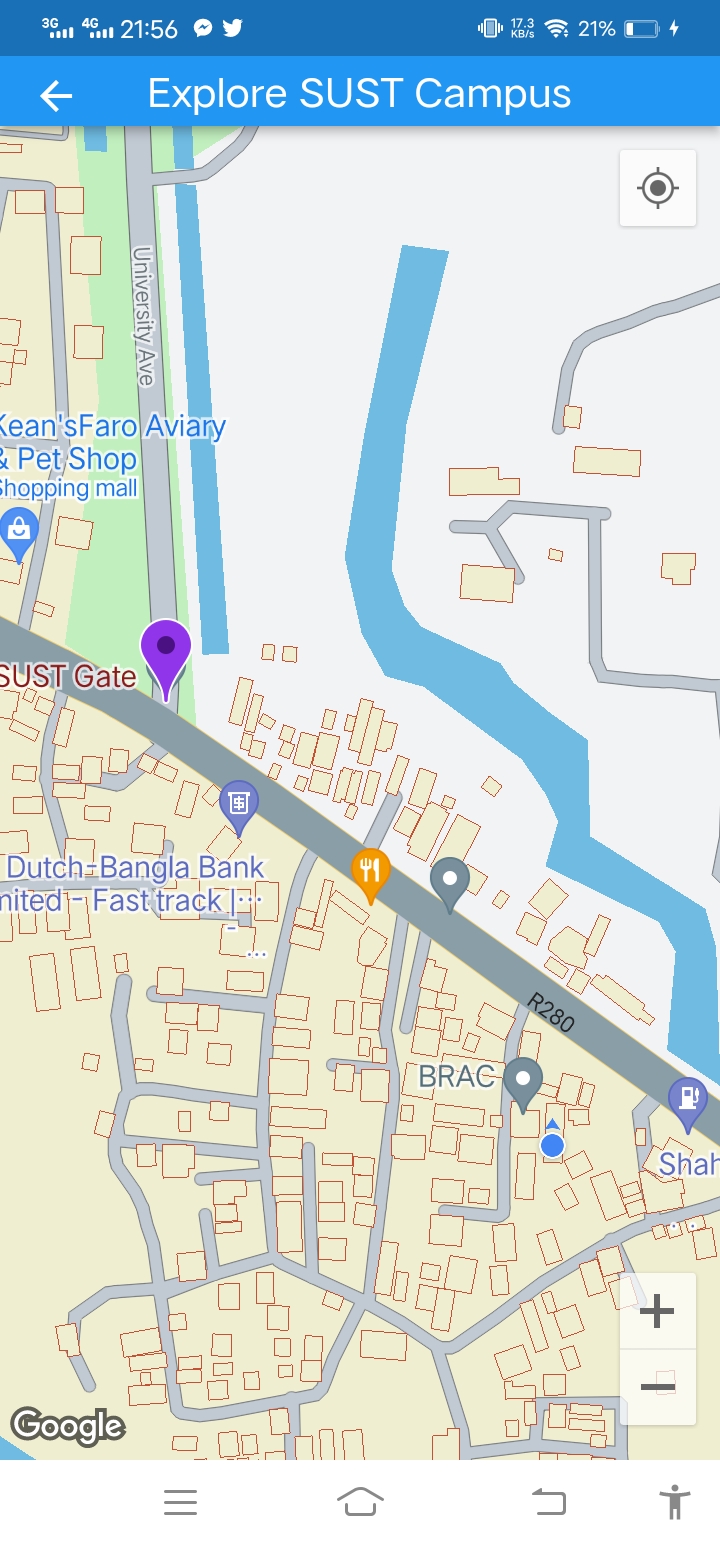 3G 4G 21:56 17.3 KB/s 21%
Explore SUST Campus
University Ave
Kean'sFaro Aviary
& Pet Shop
Shopping mall
SUST Gate
Dutch-Bangla Bank
mited - Fast track |...
- ...
R280
BRAC
Shah
Google